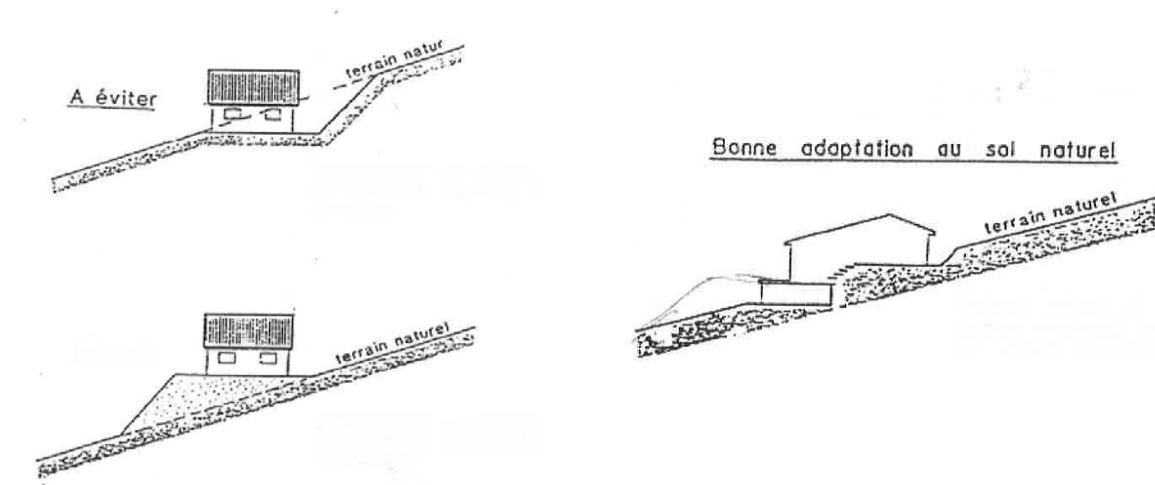 A éviter
terrain natur
terrain naturel
Bonne adaptation au sol naturel
terrain naturel